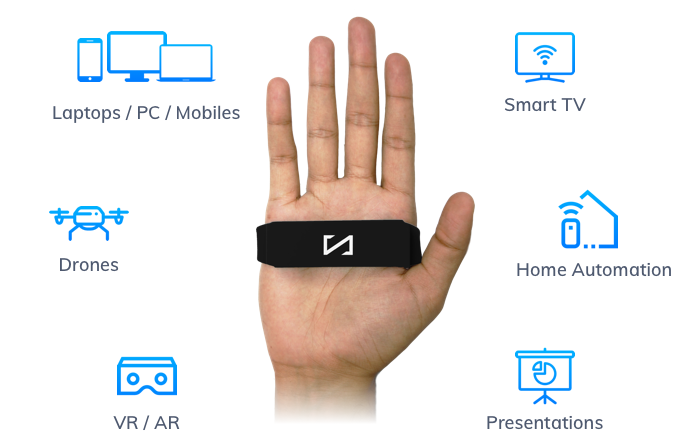 Laptops / PC / Mobiles
Smart TV
Drones
Home Automation
VR / AR
Presentations